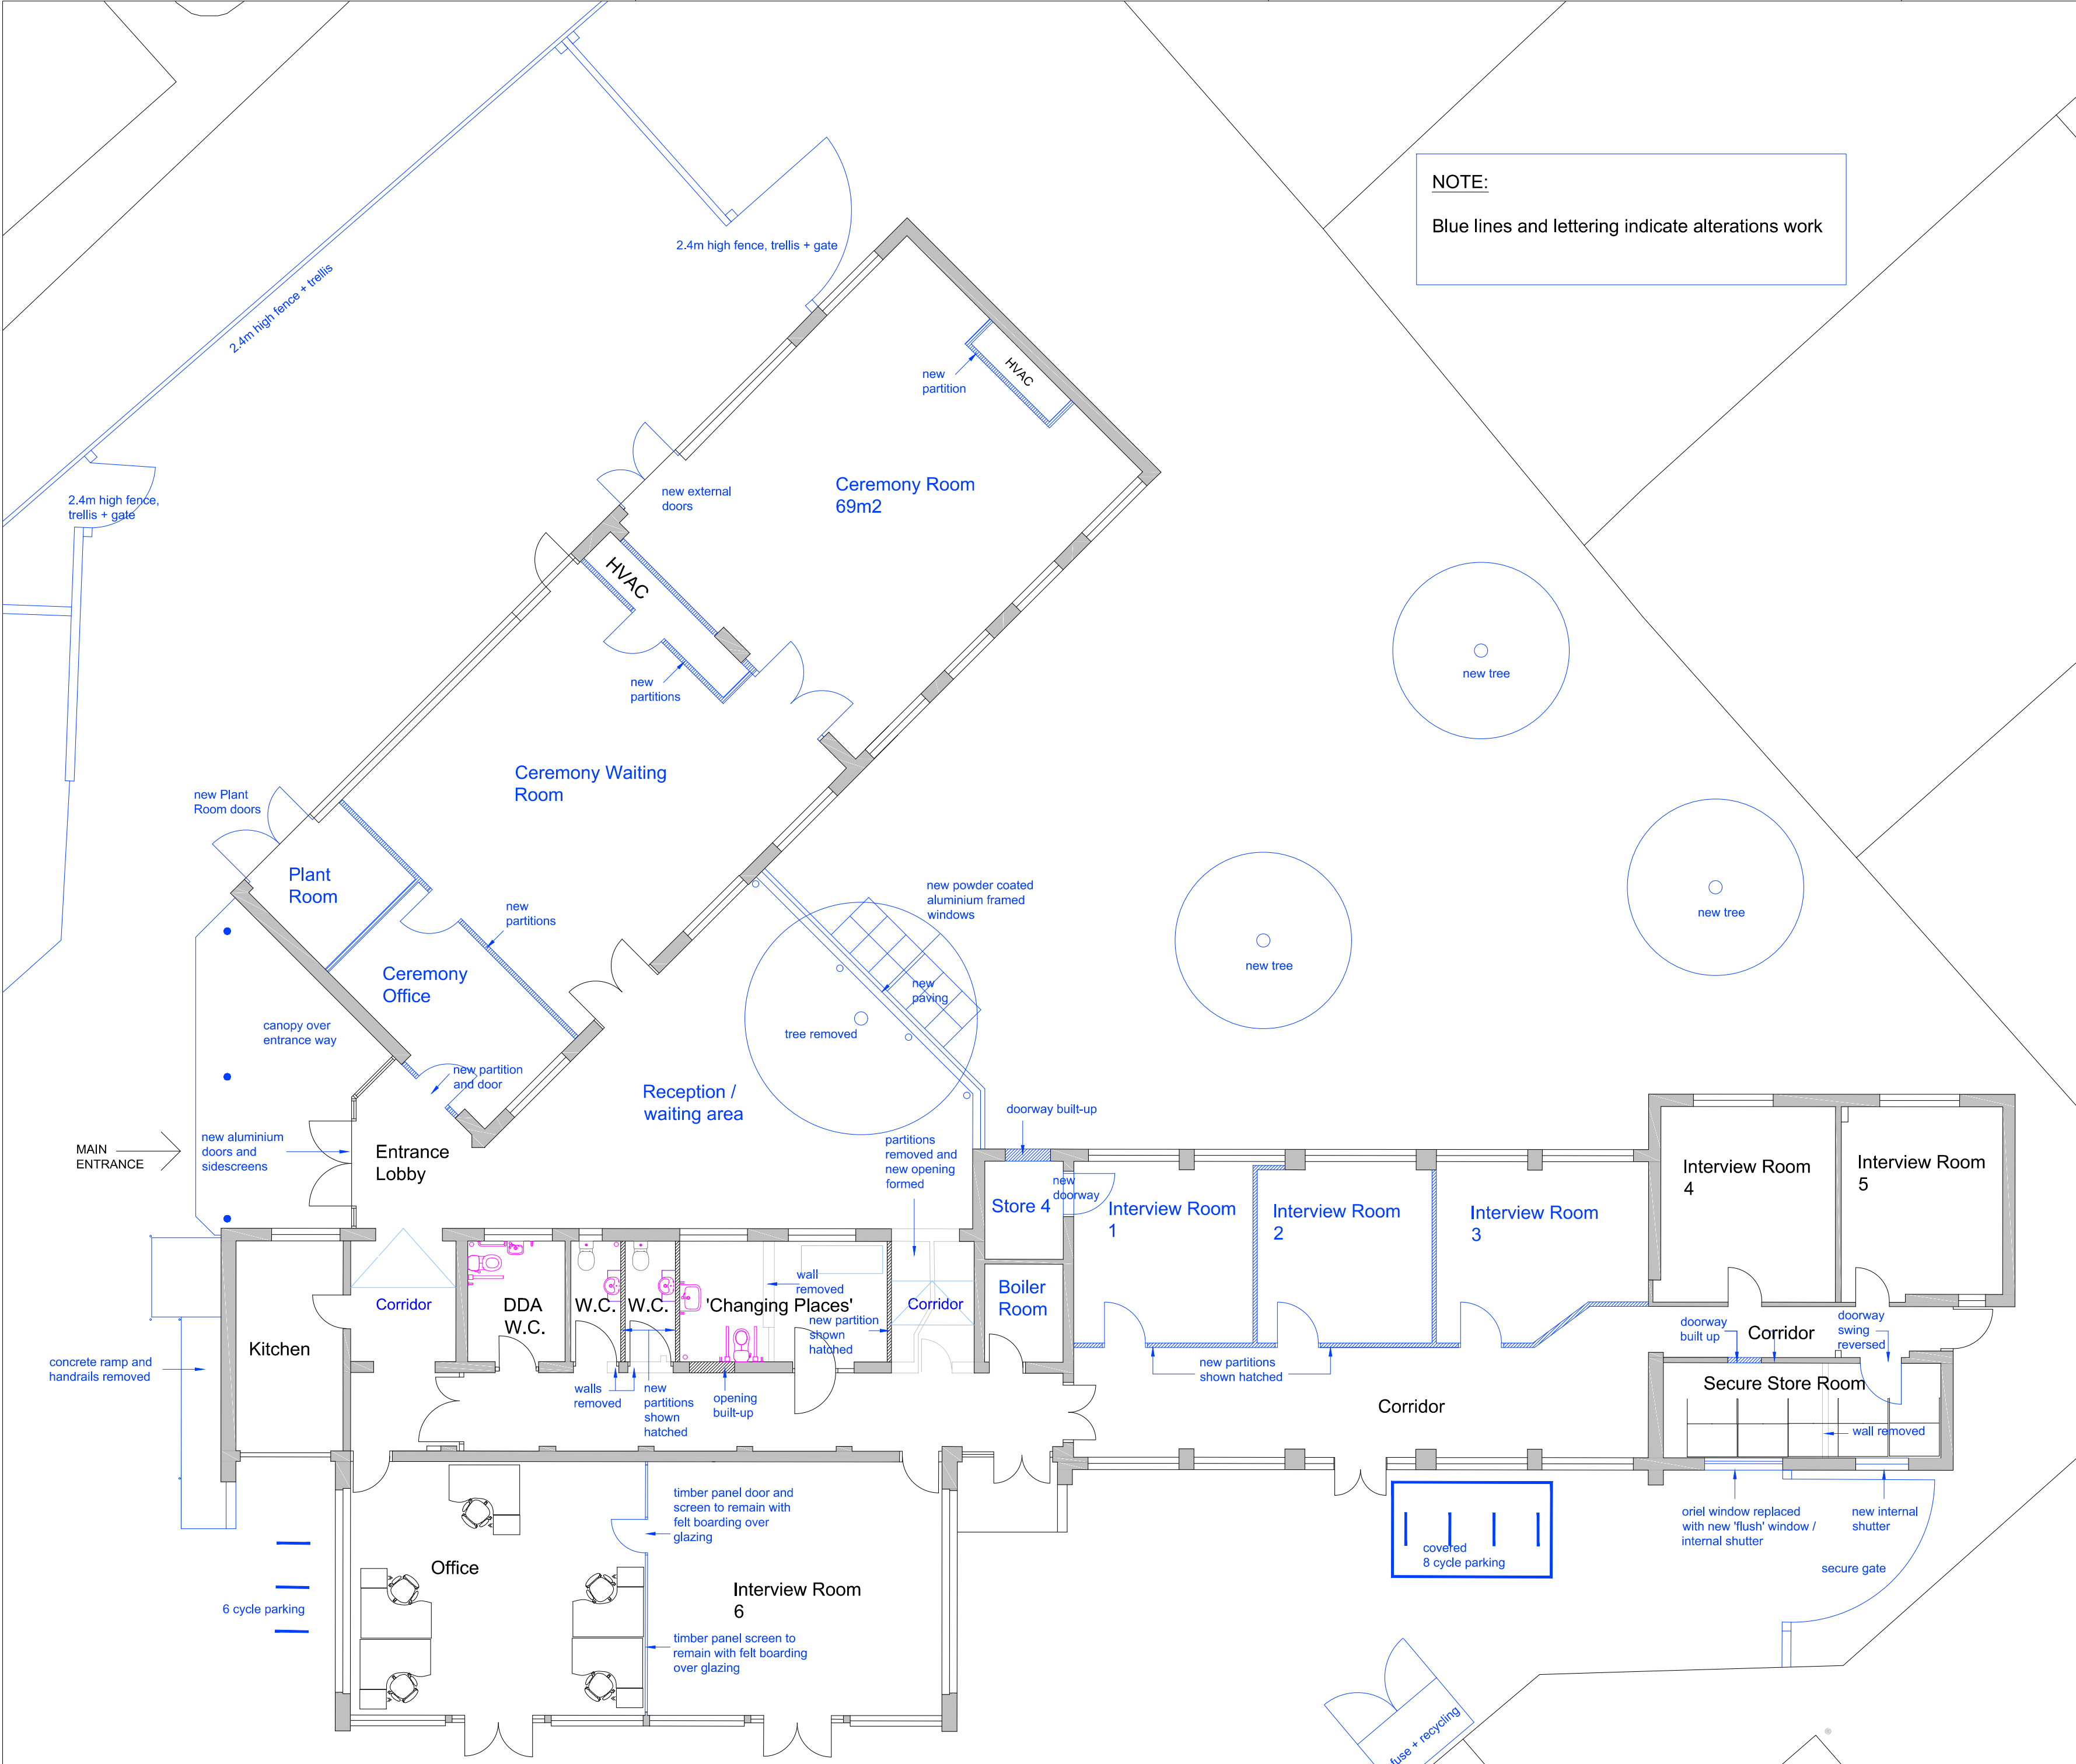 NOTE:
Blue lines and lettering indicate alterations work
2.4m high fence, trellis + gate
2.4m high fence + trellis
2.4m high fence,
trellis + gate
new
partition
HVAC
Ceremony Room
69m2
new external
doors
HVAC
new
partitions
new tree
Ceremony Waiting
Room
new Plant
Room doors
Plant
Room
new
partitions
new powder coated
aluminium framed
windows
new tree
new tree
Ceremony
Office
new
paving
tree removed
canopy over
entrance way
new partition
and door
Reception /
waiting area
doorway built-up
MAIN
ENTRANCE
new aluminium
doors and
sidescreens
Entrance
Lobby
partitions
removed and
new opening
formed
Store 4
new
doorway
Interview Room
1
Interview Room
2
Interview Room
3
Interview Room
4
Interview Room
5
wall
removed
Corridor
DDA
W.C.
W.C.
W.C.
'Changing Places'
new partition
shown
hatched
Corridor
Boiler
Room
Kitchen
doorway
built up
Corridor
doorway
swing
reversed
concrete ramp and
handrails removed
walls
removed
new
partitions
shown
hatched
opening
built-up
new partitions
shown hatched
Secure Store Room
Corridor
wall removed
timber panel door and
screen to remain with
felt boarding over
glazing
oriel window replaced
with new 'flush' window /
internal shutter
new internal
shutter
covered
8 cycle parking
secure gate
Office
Interview Room
6
6 cycle parking
timber panel screen to
remain with felt boarding
over glazing
fuse + recycling